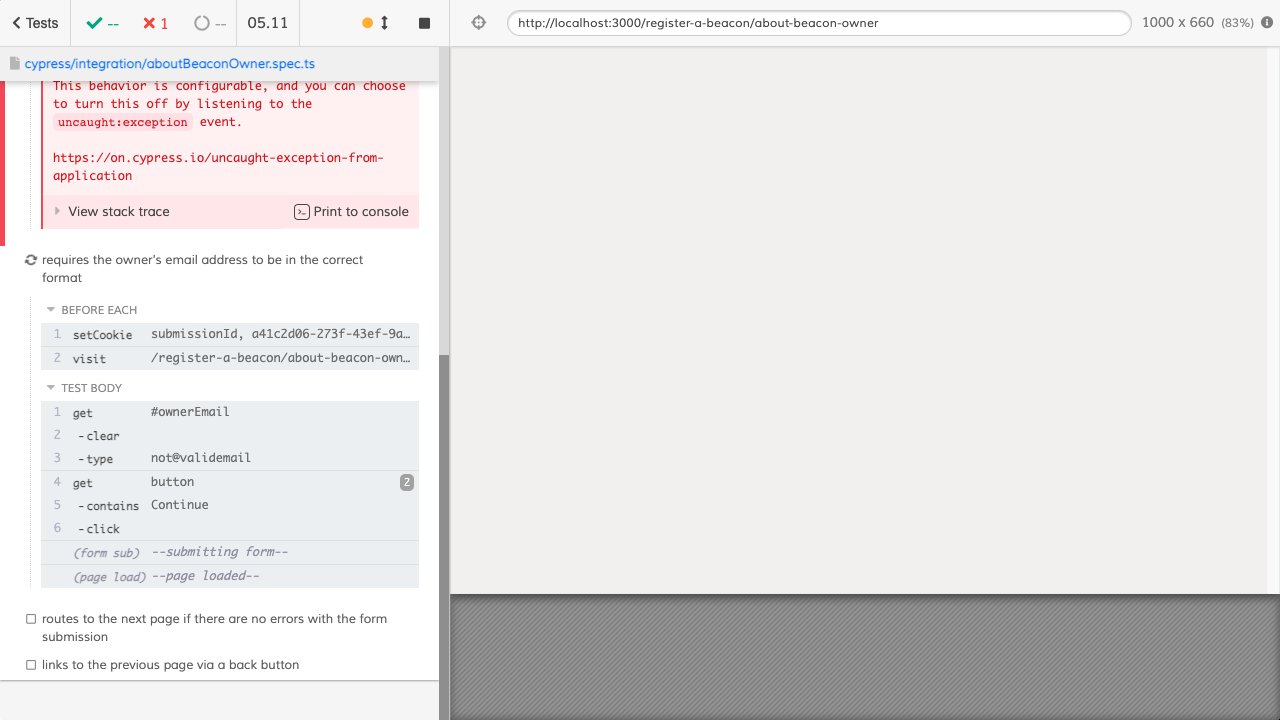 Tests
--
1
--
05.11
http://localhost:3000/register-a-beacon/about-beacon-owner
1000 x 660 (83%)
cypress/integration/aboutBeaconOwner.spec.ts
This behavior is configurable, and you can choose
to turn this off by listening to the
uncaught:exception event.
https://on.cypress.io/uncaught-exception-from-
application
View stack trace
Print to console
requires the owner's email address to be in the correct
format
BEFORE EACH
1 setCookie submissionId, a41c2d06-273f-43ef-9a…
2 visit /register-a-beacon/about-beacon-own…
TEST BODY
1 get #ownerEmail
2 -clear
3 -type not@validemail
4 get button 2
5 -contains Continue
6 -click
(form sub) --submitting form--
(page load) --page loaded--
routes to the next page if there are no errors with the form
submission
links to the previous page via a back button